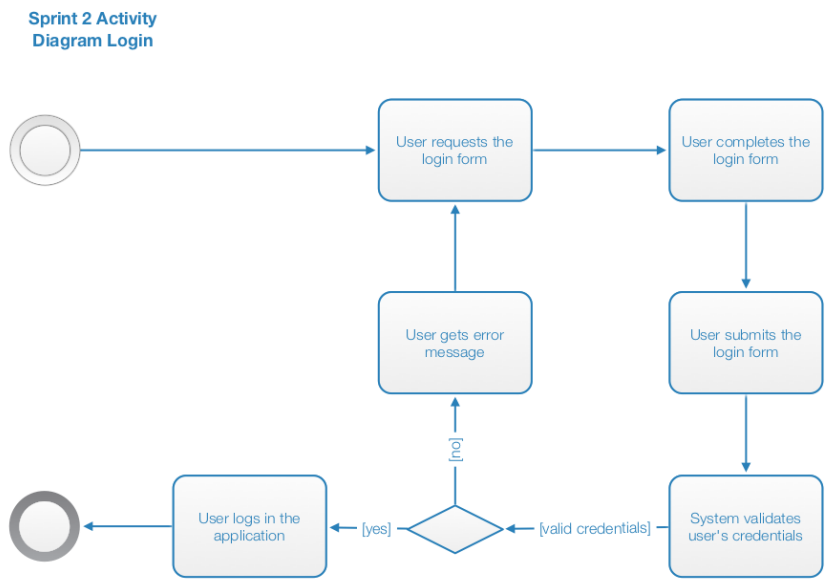 Sprint 2 Activity
Diagram Login
User requests the
login form
User completes the
login form
User gets error
message
User submits the
login form
[no]
User logs in the
application
[yes]
[valid credentials]
System validates
user's credentials